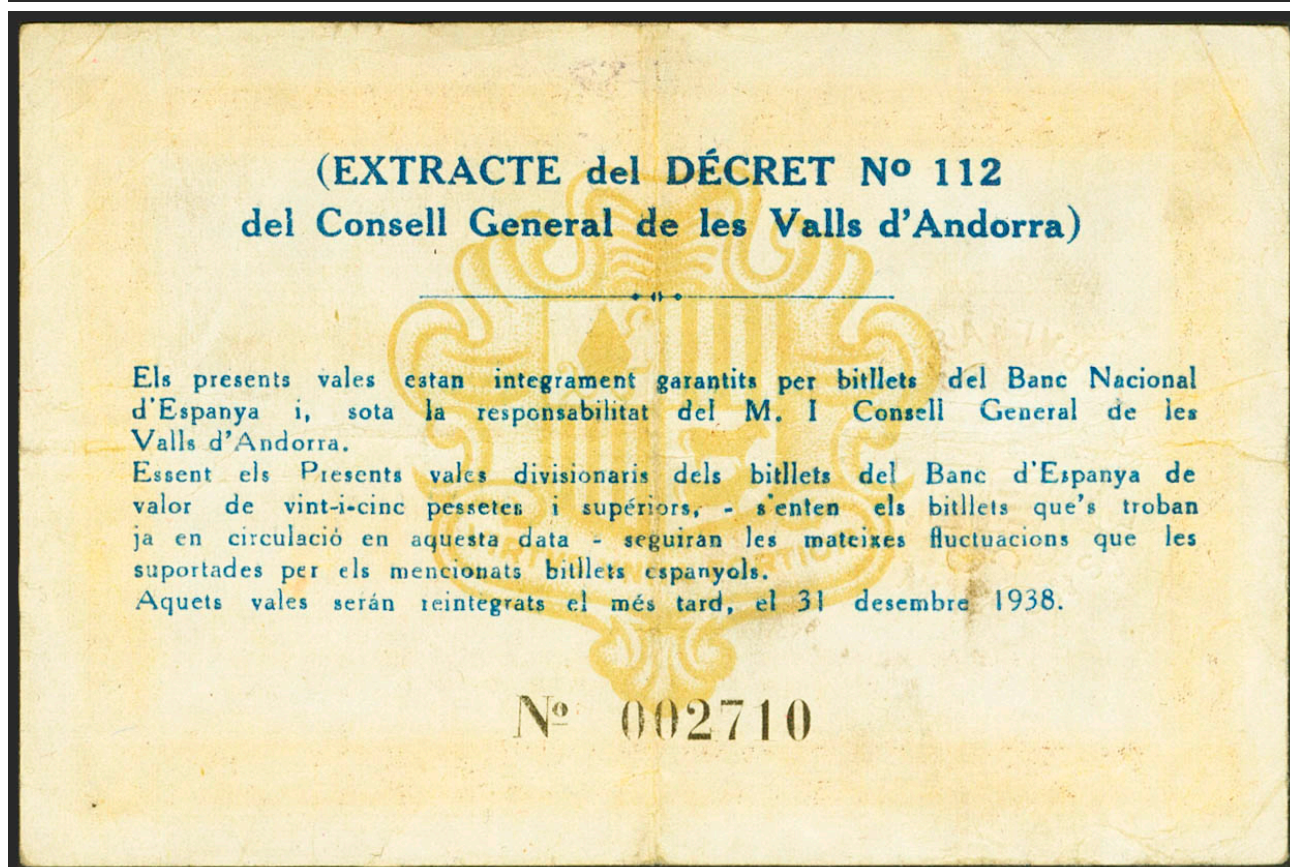 (EXTRACTE del DÉCRET Nº 112
del Consell General de les Valls d'Andorra)
Els presents vales estan integrament garantits per bitllets del Banc Nacional
d'Espanya i, sota la responsabilitat del M. I Consell General de les
Valls d'Andorra.
Essent els Presents vales divisionaris dels bitllets del Banc d'Espanya de
valor de vint-i-cinc pessetes i supériors, - s'enten els bitllets que's troban
ja en circulació en aquesta data - seguiran les mateixes fluctuacions que les
suportades per els mencionats bitllets espanyols.
Aquets vales serán reintegrats el més tard, el 31 desembre 1938.
Nº 002710